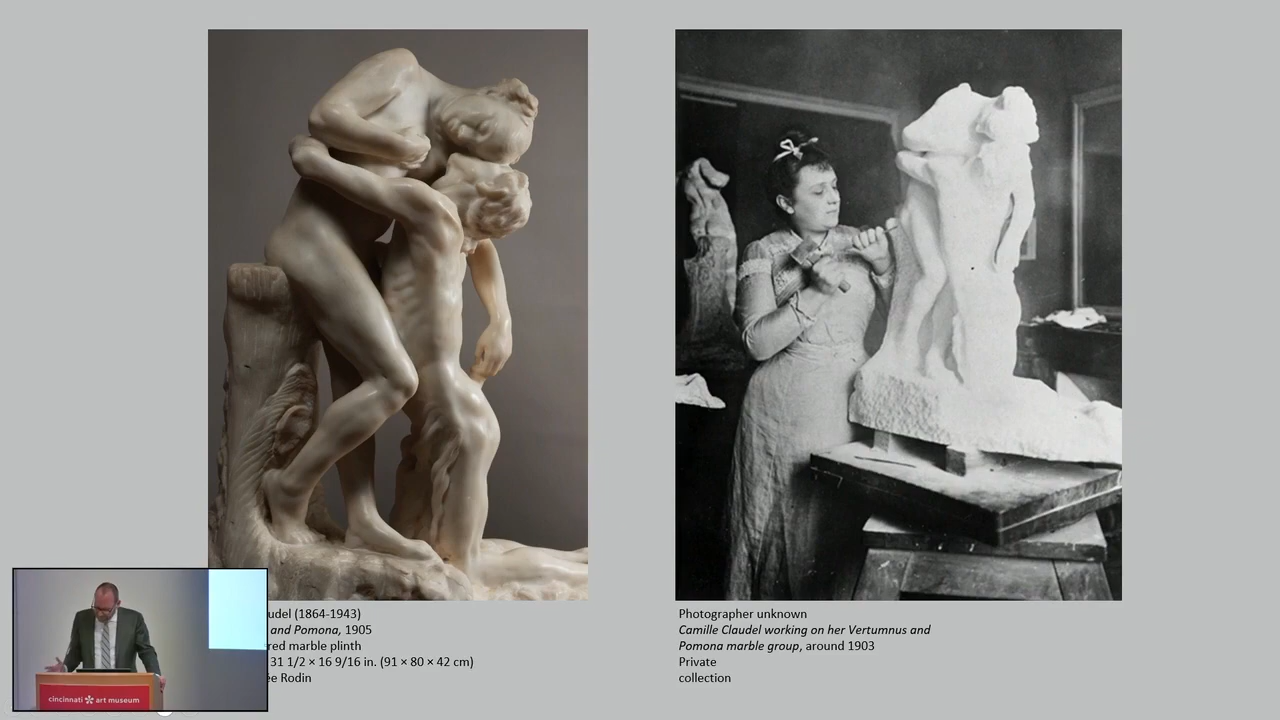 udel (1864-1943)
and Pomona, 1905
red marble plinth
31 1/2 × 16 9/16 in. (91 × 80 × 42 cm)
ee Rodin
Photographer unknown
Camille Claudel working on her Vertumnus and
Pomona marble group, around 1903
Private
collection
cincinnati art museum